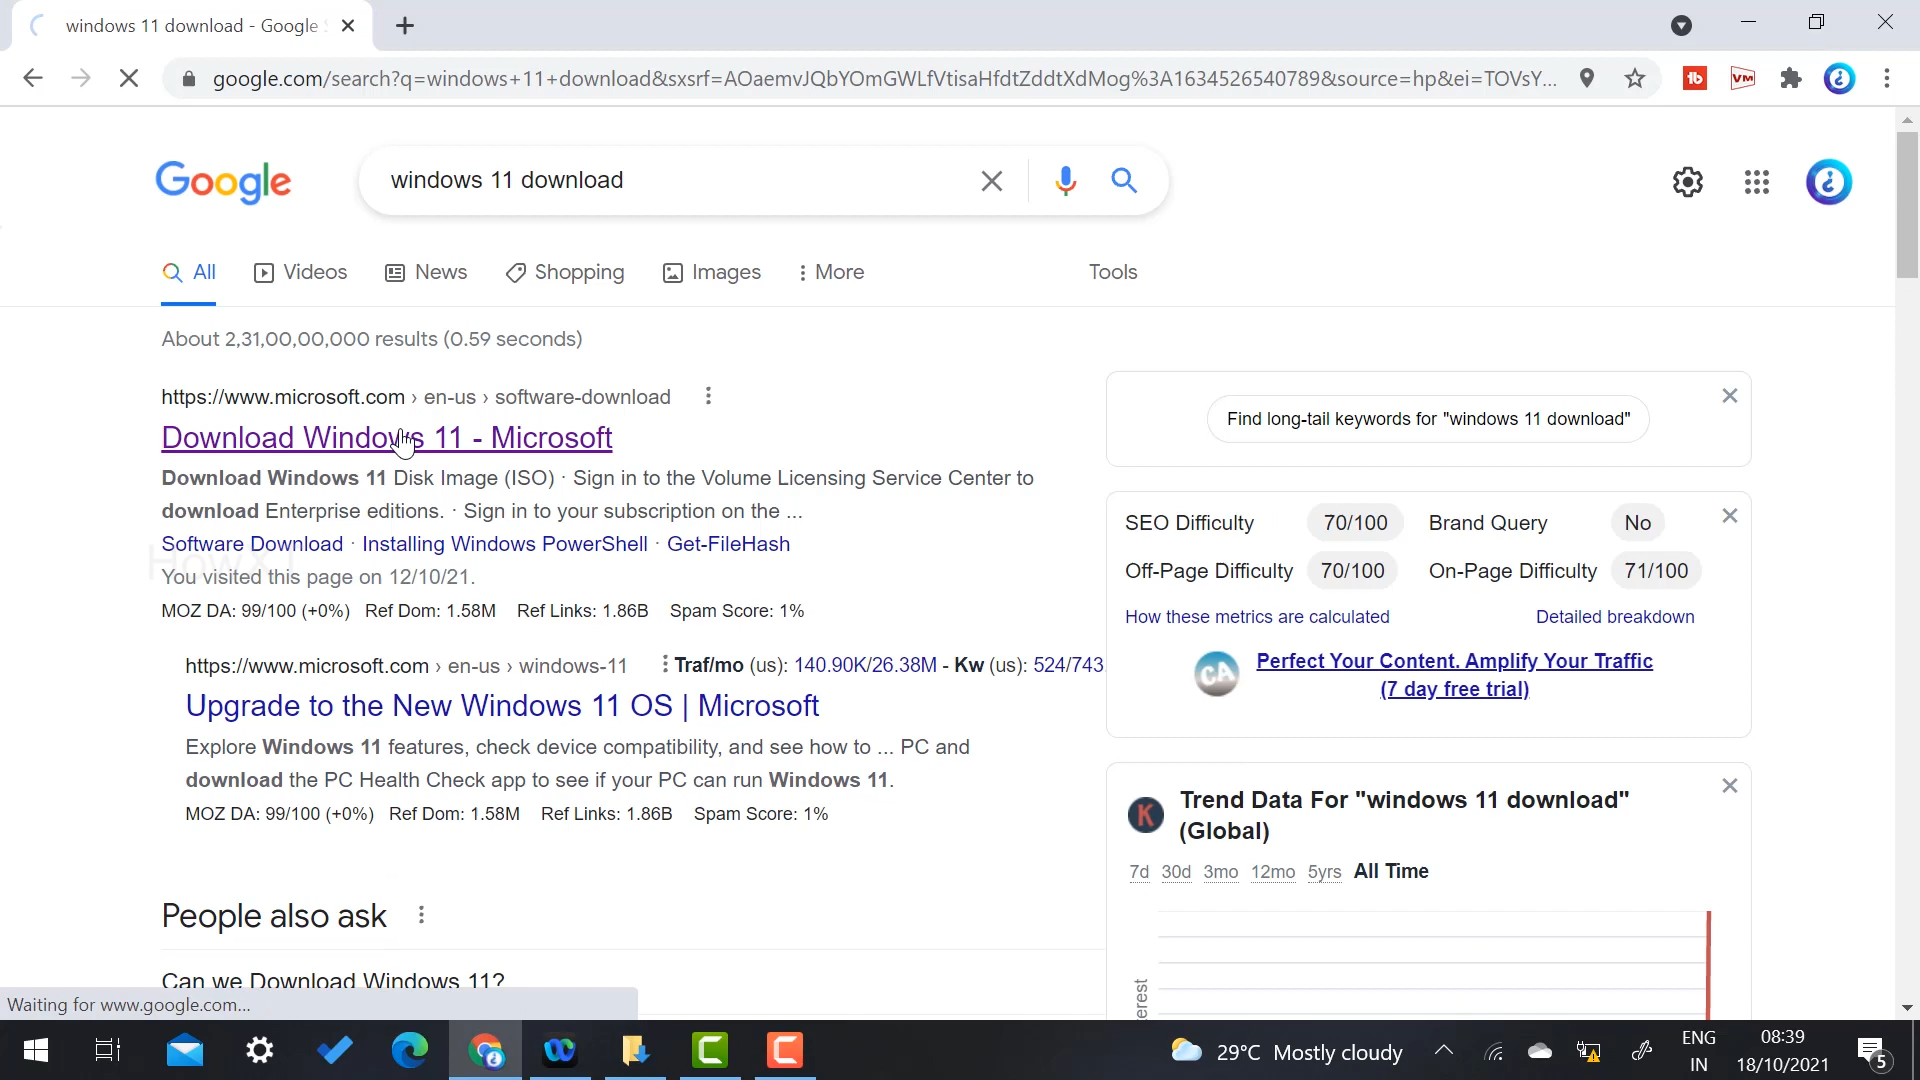 windows 11 download - Google
google.com/search?q=windows+11+download&sxsrf=AOaemvJQbYOmGWLfVtisaHfdtZddtXdMog%3A1634526540789&source=hp&ei=TOVsY...
Google
windows 11 download
All
Videos
News
Shopping
Images
More
Tools
About 2,31,00,00,000 results (0.59 seconds)
https://www.microsoft.com › en-us › software-download
Download Windows 11 - Microsoft
Download Windows 11 Disk Image (ISO) · Sign in to the Volume Licensing Service Center to
download Enterprise editions. · Sign in to your subscription on the ...
Software Download · Installing Windows PowerShell · Get-FileHash
You visited this page on 12/10/21.
MOZ DA: 99/100 (+0%) Ref Dom: 1.58M Ref Links: 1.86B Spam Score: 1%
https://www.microsoft.com › en-us › windows-11
Traf/mo (us): 140.90K/26.38M - Kw (us): 524/743
Upgrade to the New Windows 11 OS | Microsoft
Explore Windows 11 features, check device compatibility, and see how to ... PC and
download the PC Health Check app to see if your PC can run Windows 11.
MOZ DA: 99/100 (+0%) Ref Dom: 1.58M Ref Links: 1.86B Spam Score: 1%
People also ask
Can we Download Windows 11?
Waiting for www.google.com...
Find long-tail keywords for "windows 11 download"
SEO Difficulty 70/100 Brand Query No
Off-Page Difficulty 70/100 On-Page Difficulty 71/100
How these metrics are calculated
Detailed breakdown
CA
Perfect Your Content. Amplify Your Traffic
(7 day free trial)
K
Trend Data For "windows 11 download"
(Global)
7d 30d 3mo 12mo 5yrs All Time
erest
29°C Mostly cloudy
ENG
IN
08:39
18/10/2021
5